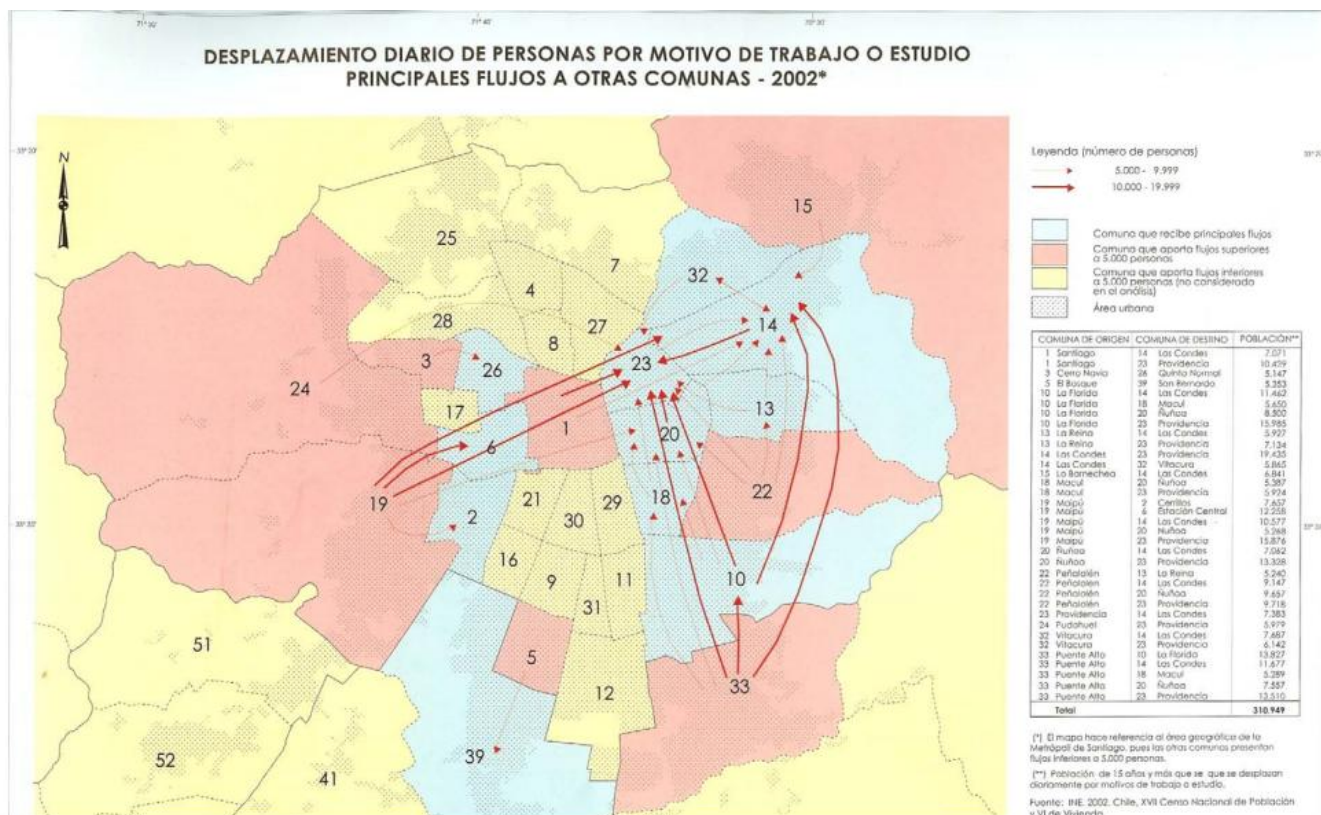 71°50'
71°40'
70°30'
DESPLAZAMIENTO DIARIO DE PERSONAS POR MOTIVO DE TRABAJO O ESTUDIO
PRINCIPALES FLUJOS A OTRAS COMUNAS - 2002*
33°20'
N
15
25
7
32
4
14
28
27
8
23
3
26
24
17
13
1
20
6
19
22
21
29
18
2
30
16
10
9
11
31
51
5
33
12
39
52
41
Leyenda (número de personas)
5.000 - 9.999
10.000 - 19.999
Comuna que recibe principales flujos
Comuna que aporta flujos superiores
a 5.000 personas
Comuna que aporta flujos inferiores
a 5.000 personas (no considerada
en el análisis)
Área urbana
COMUNA DE ORIGEN COMUNA DE DESTINO POBLACIÓN**
1 Santiago 14 Las Condes 7.071
1 Santiago 23 Providencia 10.429
3 Cerro Navia 26 Quinta Normal 5.147
5 El Bosque 39 San Bernardo 5.353
10 La Florida 14 Las Condes 11.462
10 La Florida 18 Macul 5.650
10 La Florida 20 Ñuñoa 8.500
10 La Florida 23 Providencia 15.985
13 La Reina 14 Las Condes 5.927
13 La Reina 23 Providencia 7.134
14 Las Condes 23 Providencia 19.435
14 Las Condes 32 Vitacura 5.865
15 Lo Barnechea 14 Las Condes 6.841
18 Macul 20 Ñuñoa 5.387
18 Macul 23 Providencia 5.924
19 Maipú 2 Cerrillos 7.657
19 Maipú 6 Estación Central 12.258
19 Maipú 14 Las Condes 10.577
19 Maipú 20 Ñuñoa 5.268
19 Maipú 23 Providencia 15.876
20 Ñuñoa 14 Las Condes 7.062
20 Ñuñoa 23 Providencia 13.328
22 Peñalolén 13 La Reina 5.240
22 Peñalolén 14 Las Condes 9.147
22 Peñalolén 20 Ñuñoa 9.657
22 Peñalolén 23 Providencia 9.718
23 Providencia 14 Las Condes 7.383
24 Pudahuel 23 Providencia 5.979
32 Vitacura 14 Las Condes 7.687
32 Vitacura 23 Providencia 6.142
33 Puente Alto 10 La Florida 13.827
33 Puente Alto 14 Las Condes 11.677
33 Puente Alto 18 Macul 5.289
33 Puente Alto 20 Ñuñoa 7.557
33 Puente Alto 23 Providencia 13.510
Total 310.949
(*) El mapa hace referencia al área geográfica de la
Metrópoli de Santiago, pues las otras comunas presentan
flujos inferiores a 5.000 personas.
(**) Población de 15 años y más que se que se desplazan
diariamente por motivos de trabajo o estudio.
Fuente: INE, 2002. Chile, XVII Censo Nacional de Población
y VI de Vivienda